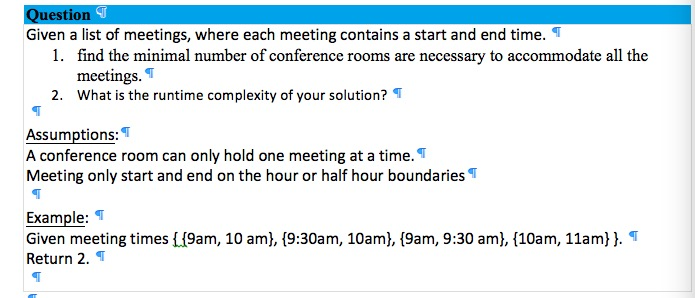 Question ¶
Given a list of meetings, where each meeting contains a start and end time. ¶
1. find the minimal number of conference rooms are necessary to accommodate all the
meetings. ¶
2. What is the runtime complexity of your solution? ¶
¶
Assumptions: ¶
A conference room can only hold one meeting at a time. ¶
Meeting only start and end on the hour or half hour boundaries ¶
¶
Example: ¶
Given meeting times { {9am, 10 am}, {9:30am, 10am}, {9am, 9:30 am}, {10am, 11am} }. ¶
Return 2. ¶
¶